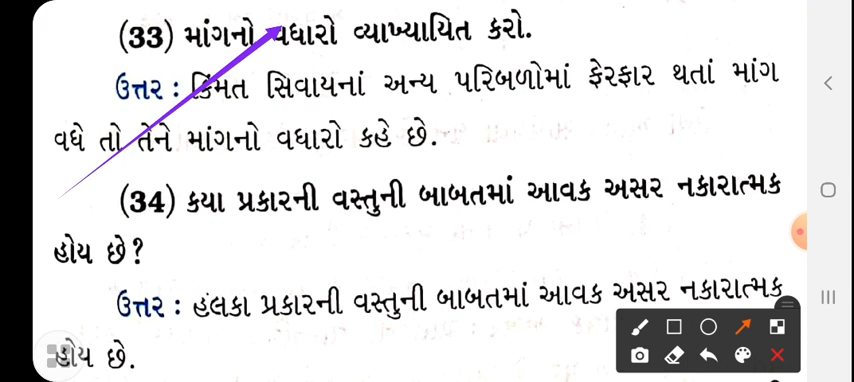 (33) માંગનો વધારો વ્યાખ્યાયિત કરો.
ઉત્તર : કિંમત સિવાયનાં અન્ય પરિબળોમાં ફેરફાર થતાં માંગ
વધે તો તેને માંગનો વધારો કહે છે.
(34) કયા પ્રકારની વસ્તુની બાબતમાં આવક અસર નકારાત્મક
હોય છે?
ઉત્તર : હલકા પ્રકારની વસ્તુની બાબતમાં આવક અસર નકારાત્મક
હોય છે.